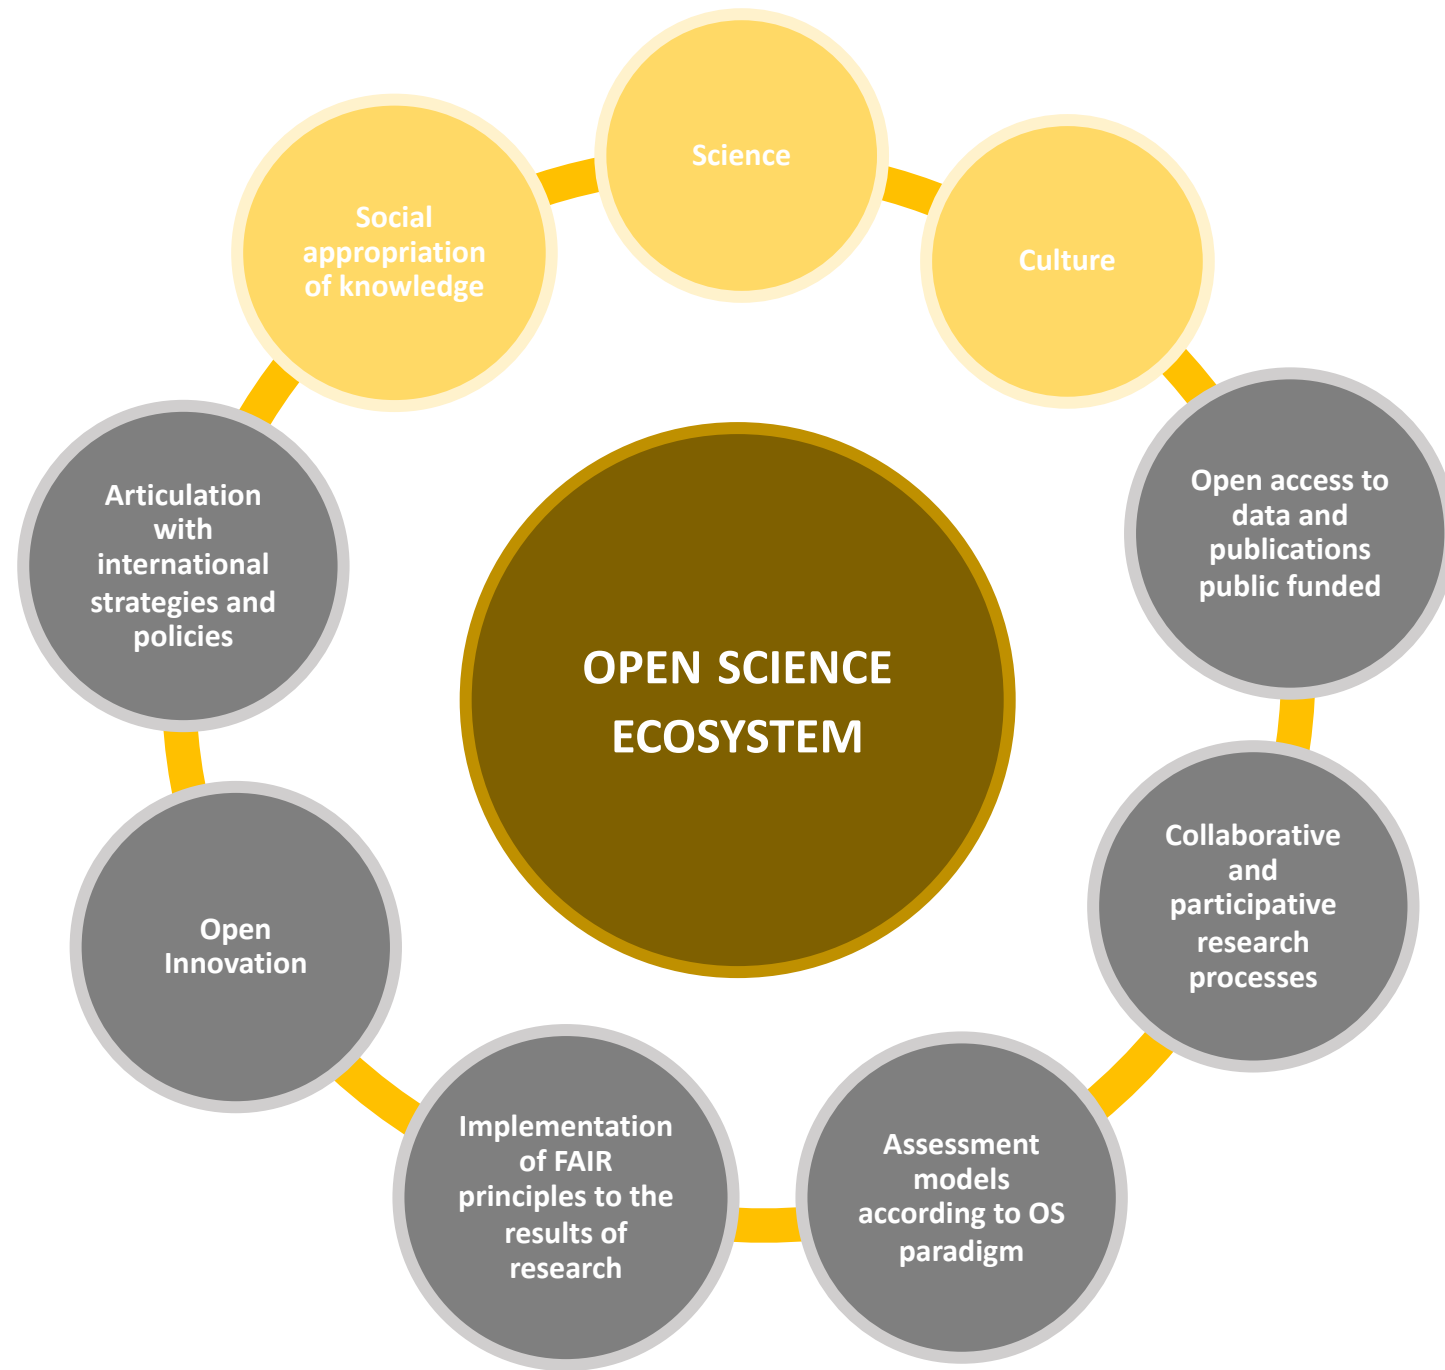 Science
Social
appropriation
of knowledge
Culture
Open access to
data and
publications
public funded
Articulation
with
international
strategies and
policies
OPEN SCIENCE
ECOSYSTEM
Collaborative
and
participative
research
processes
Open
Innovation
Implementation
of FAIR
principles to the
results of
research
Assessment
models
according to OS
paradigm